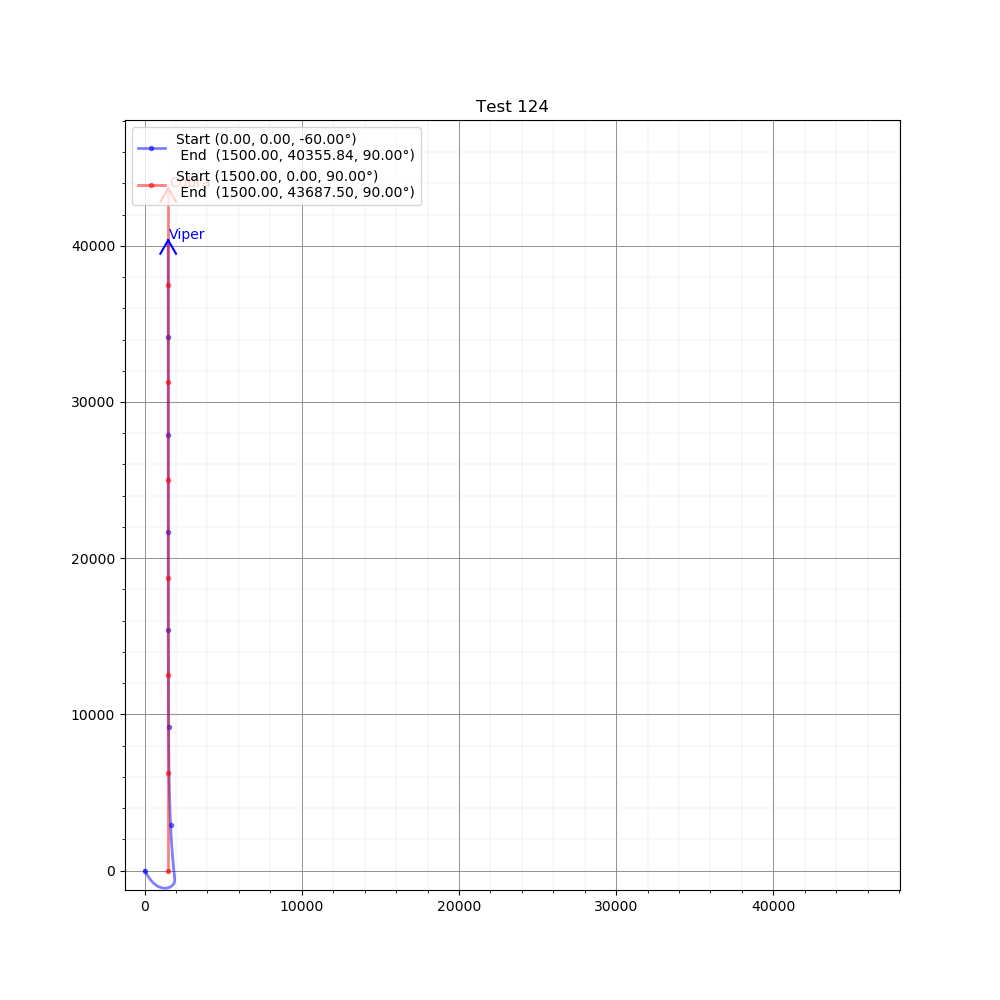 Test 124
Start (0.00, 0.00, -60.00°)
End (1500.00, 40355.84, 90.00°)
Start (1500.00, 0.00, 90.00°)
End (1500.00, 43687.50, 90.00°)
Viper
40000
30000
20000
10000
0
0 10000 20000 30000 40000